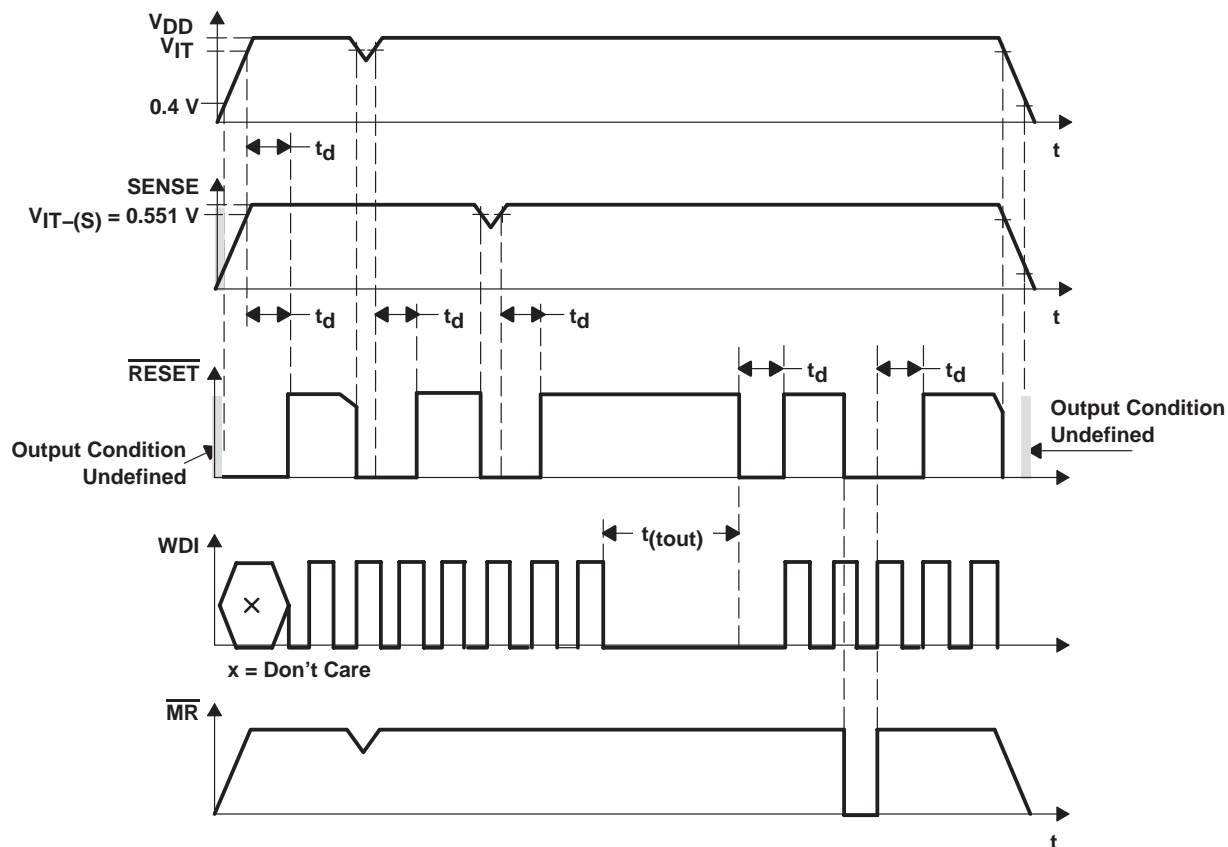 VDD
VIT
0.4 V
td
t
SENSE
VIT–(S) = 0.551 V
td
td
td
t
RESET
td
td
Output Condition
Undefined
Output Condition
Undefined
t(tout)
WDI
x
x = Don't Care
MR
t